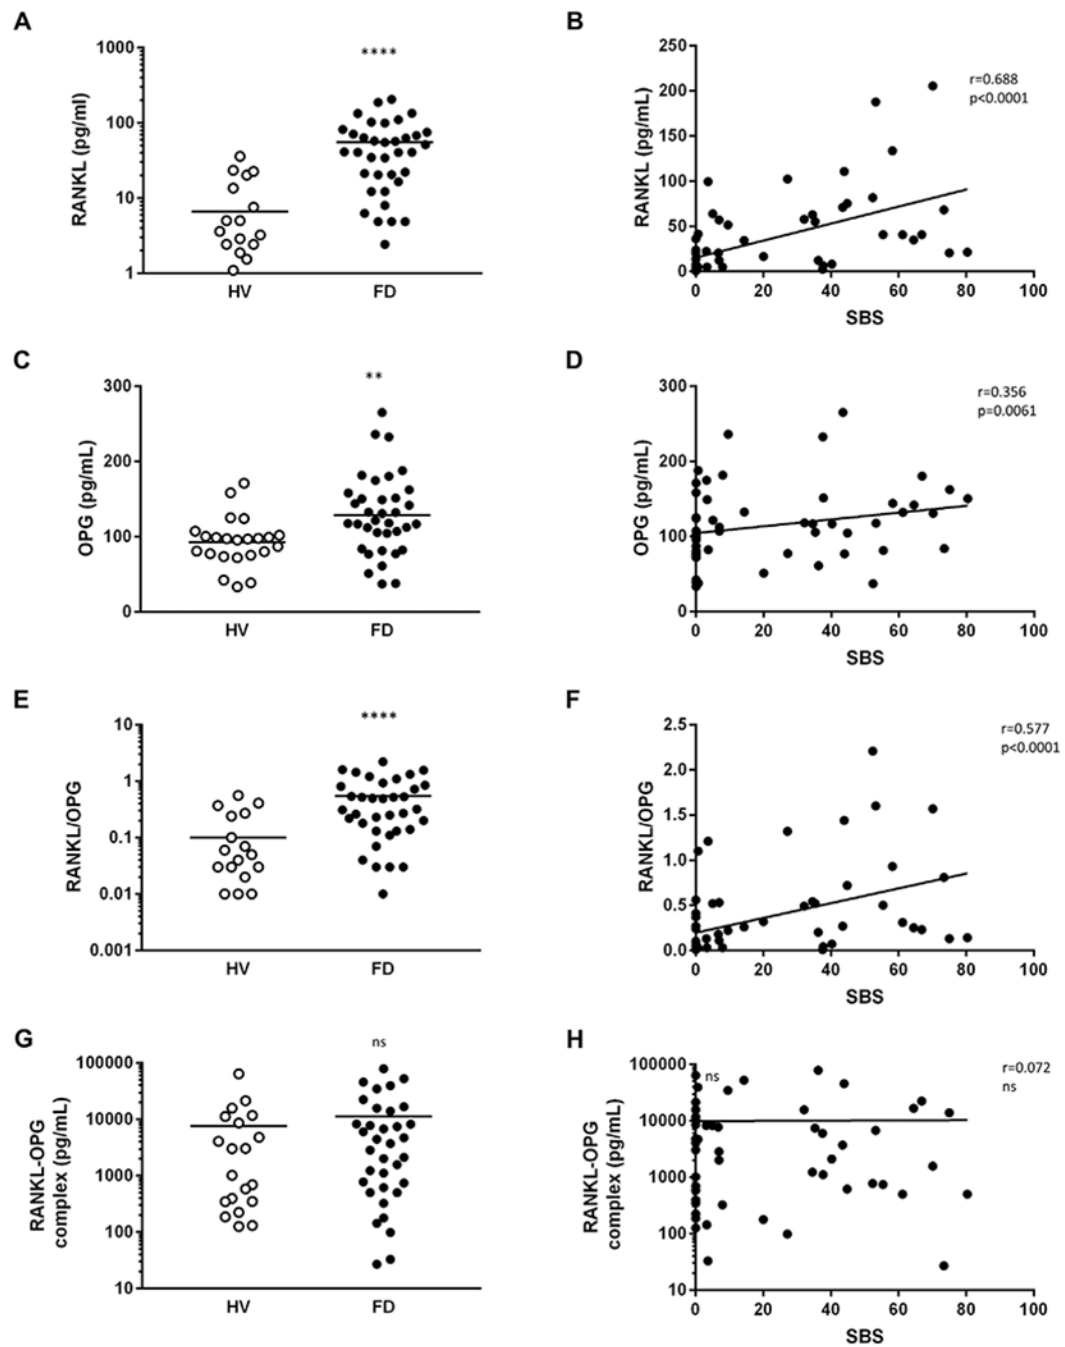 A
RANKL (pg/ml)
1000
100
10
1
****
HV
FD
B
RANKL (pg/mL)
250
200
150
100
50
0
r=0.688
p<0.0001
0 20 40 60 80 100
SBS
C
OPG (pg/mL)
300
200
100
0
**
HV
FD
D
OPG (pg/mL)
300
200
100
0
r=0.356
p=0.0061
0 20 40 60 80 100
SBS
E
RANKL/OPG
10
1
0.1
0.01
0.001
****
HV
FD
F
RANKL/OPG
2.5
2.0
1.5
1.0
0.5
0.0
r=0.577
p<0.0001
0 20 40 60 80 100
SBS
G
RANKL-OPG
complex (pg/mL)
100000
10000
1000
100
10
ns
HV
FD
H
RANKL-OPG
complex (pg/mL)
100000
10000
1000
100
10
ns
r=0.072
ns
0 20 40 60 80 100
SBS